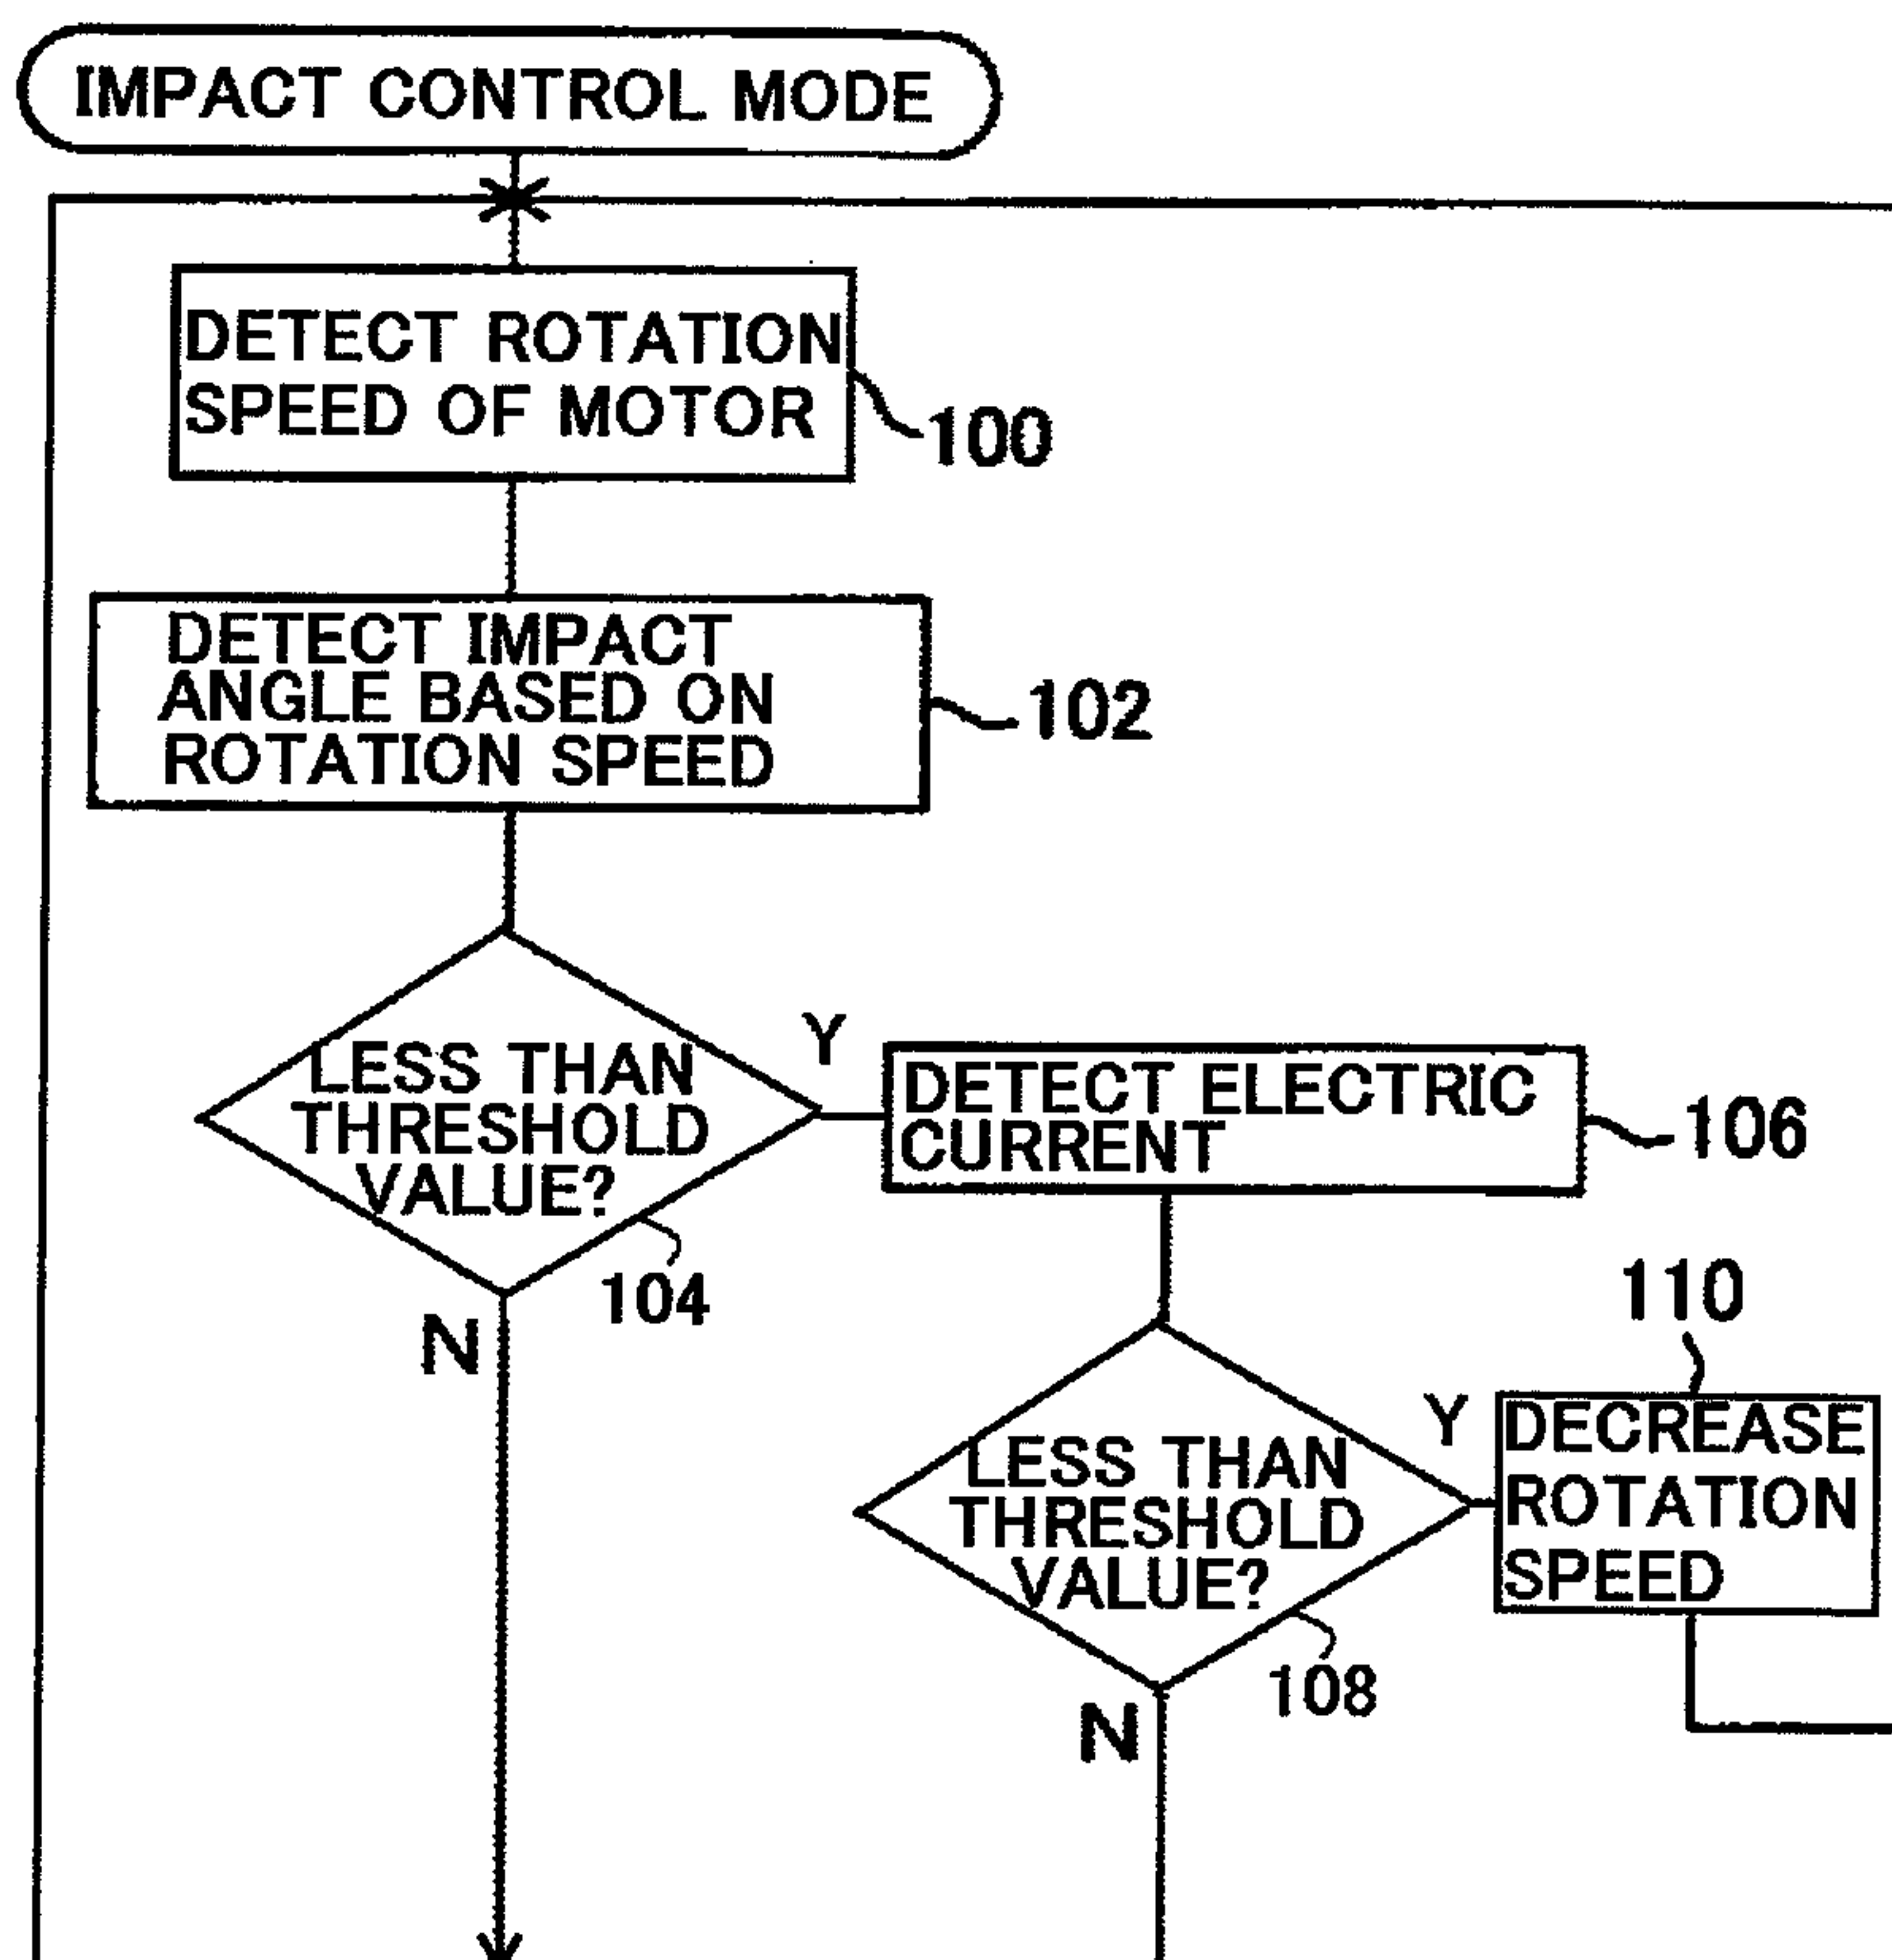 IMPACT CONTROL MODE
DETECT ROTATION
SPEED OF MOTOR
100
DETECT IMPACT
ANGLE BASED ON
ROTATION SPEED
102
LESS THAN
THRESHOLD
VALUE?
104
Y
N
DETECT ELECTRIC
CURRENT
106
LESS THAN
THRESHOLD
VALUE?
108
Y
N
110
DECREASE
ROTATION
SPEED